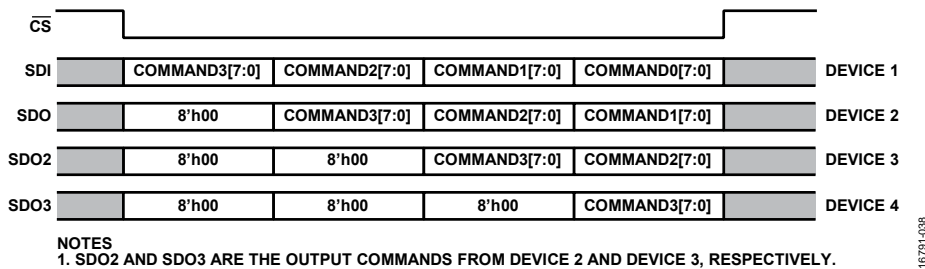 CS
SDI COMMAND3[7:0] COMMAND2[7:0] COMMAND1[7:0] COMMAND0[7:0] DEVICE 1
SDO 8'h00 COMMAND3[7:0] COMMAND2[7:0] COMMAND1[7:0] DEVICE 2
SDO2 8'h00 8'h00 COMMAND3[7:0] COMMAND2[7:0] DEVICE 3
SDO3 8'h00 8'h00 8'h00 COMMAND3[7:0] DEVICE 4
NOTES
1. SDO2 AND SDO3 ARE THE OUTPUT COMMANDS FROM DEVICE 2 AND DEVICE 3, RESPECTIVELY.
16791-038